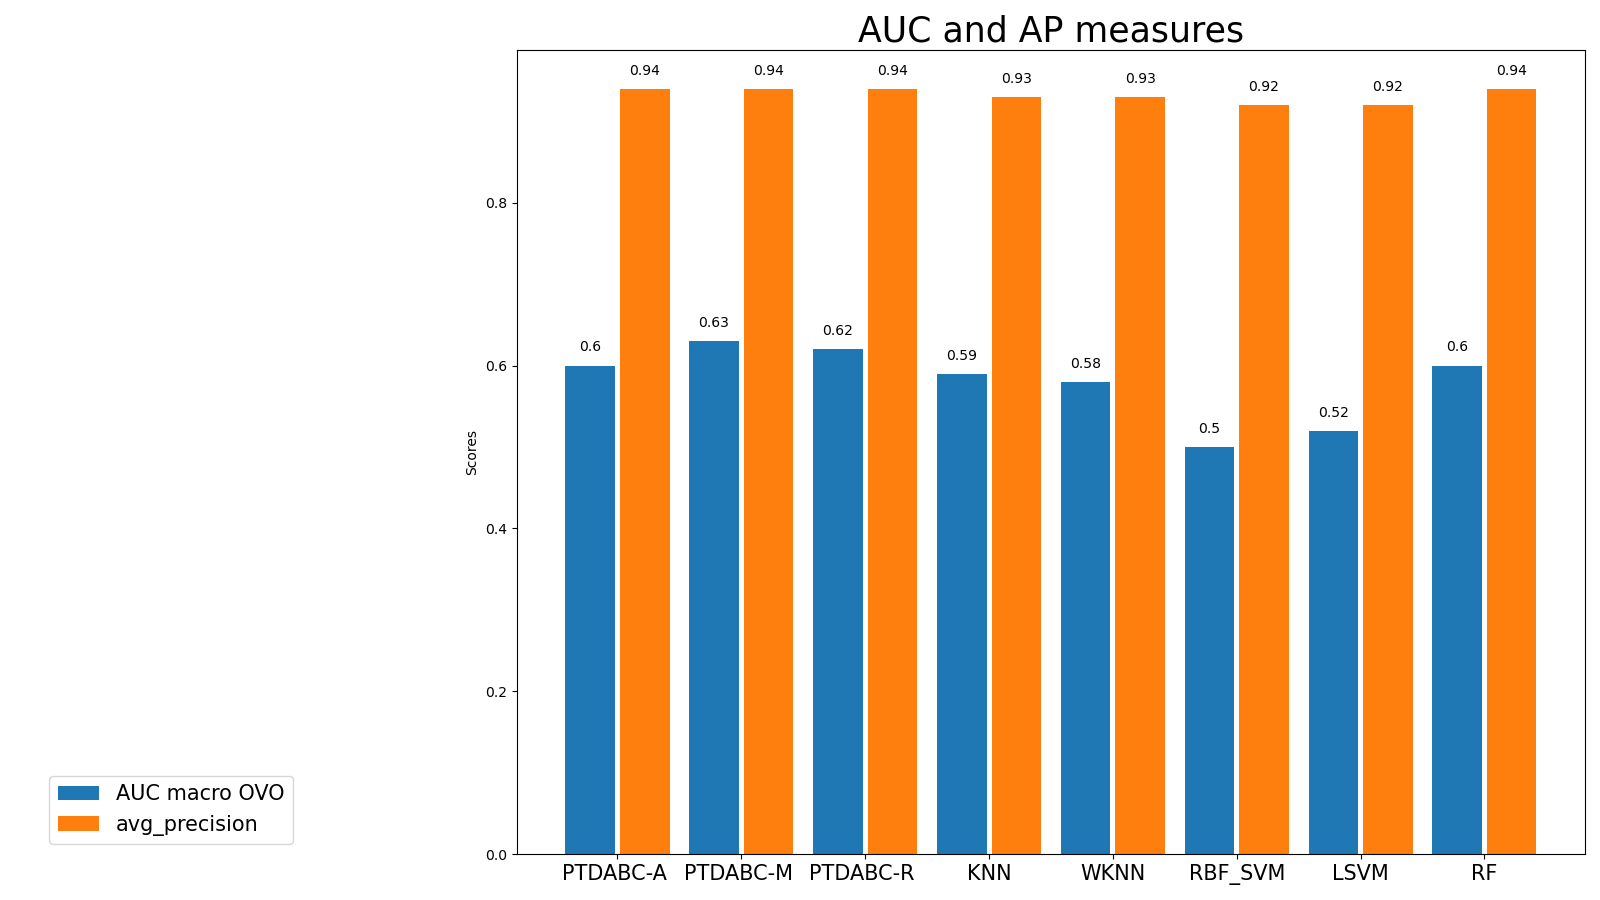 AUC and AP measures
0.94 0.94 0.94 0.93 0.93 0.92 0.92 0.94
0.6 0.63 0.62 0.59 0.58 0.5 0.52 0.6
0.8
0.6
0.4
0.2
0.0
Scores
PTDABC-A PTDABC-M PTDABC-R KNN WKNN RBF_SVM LSVM RF
AUC macro OVO
avg_precision